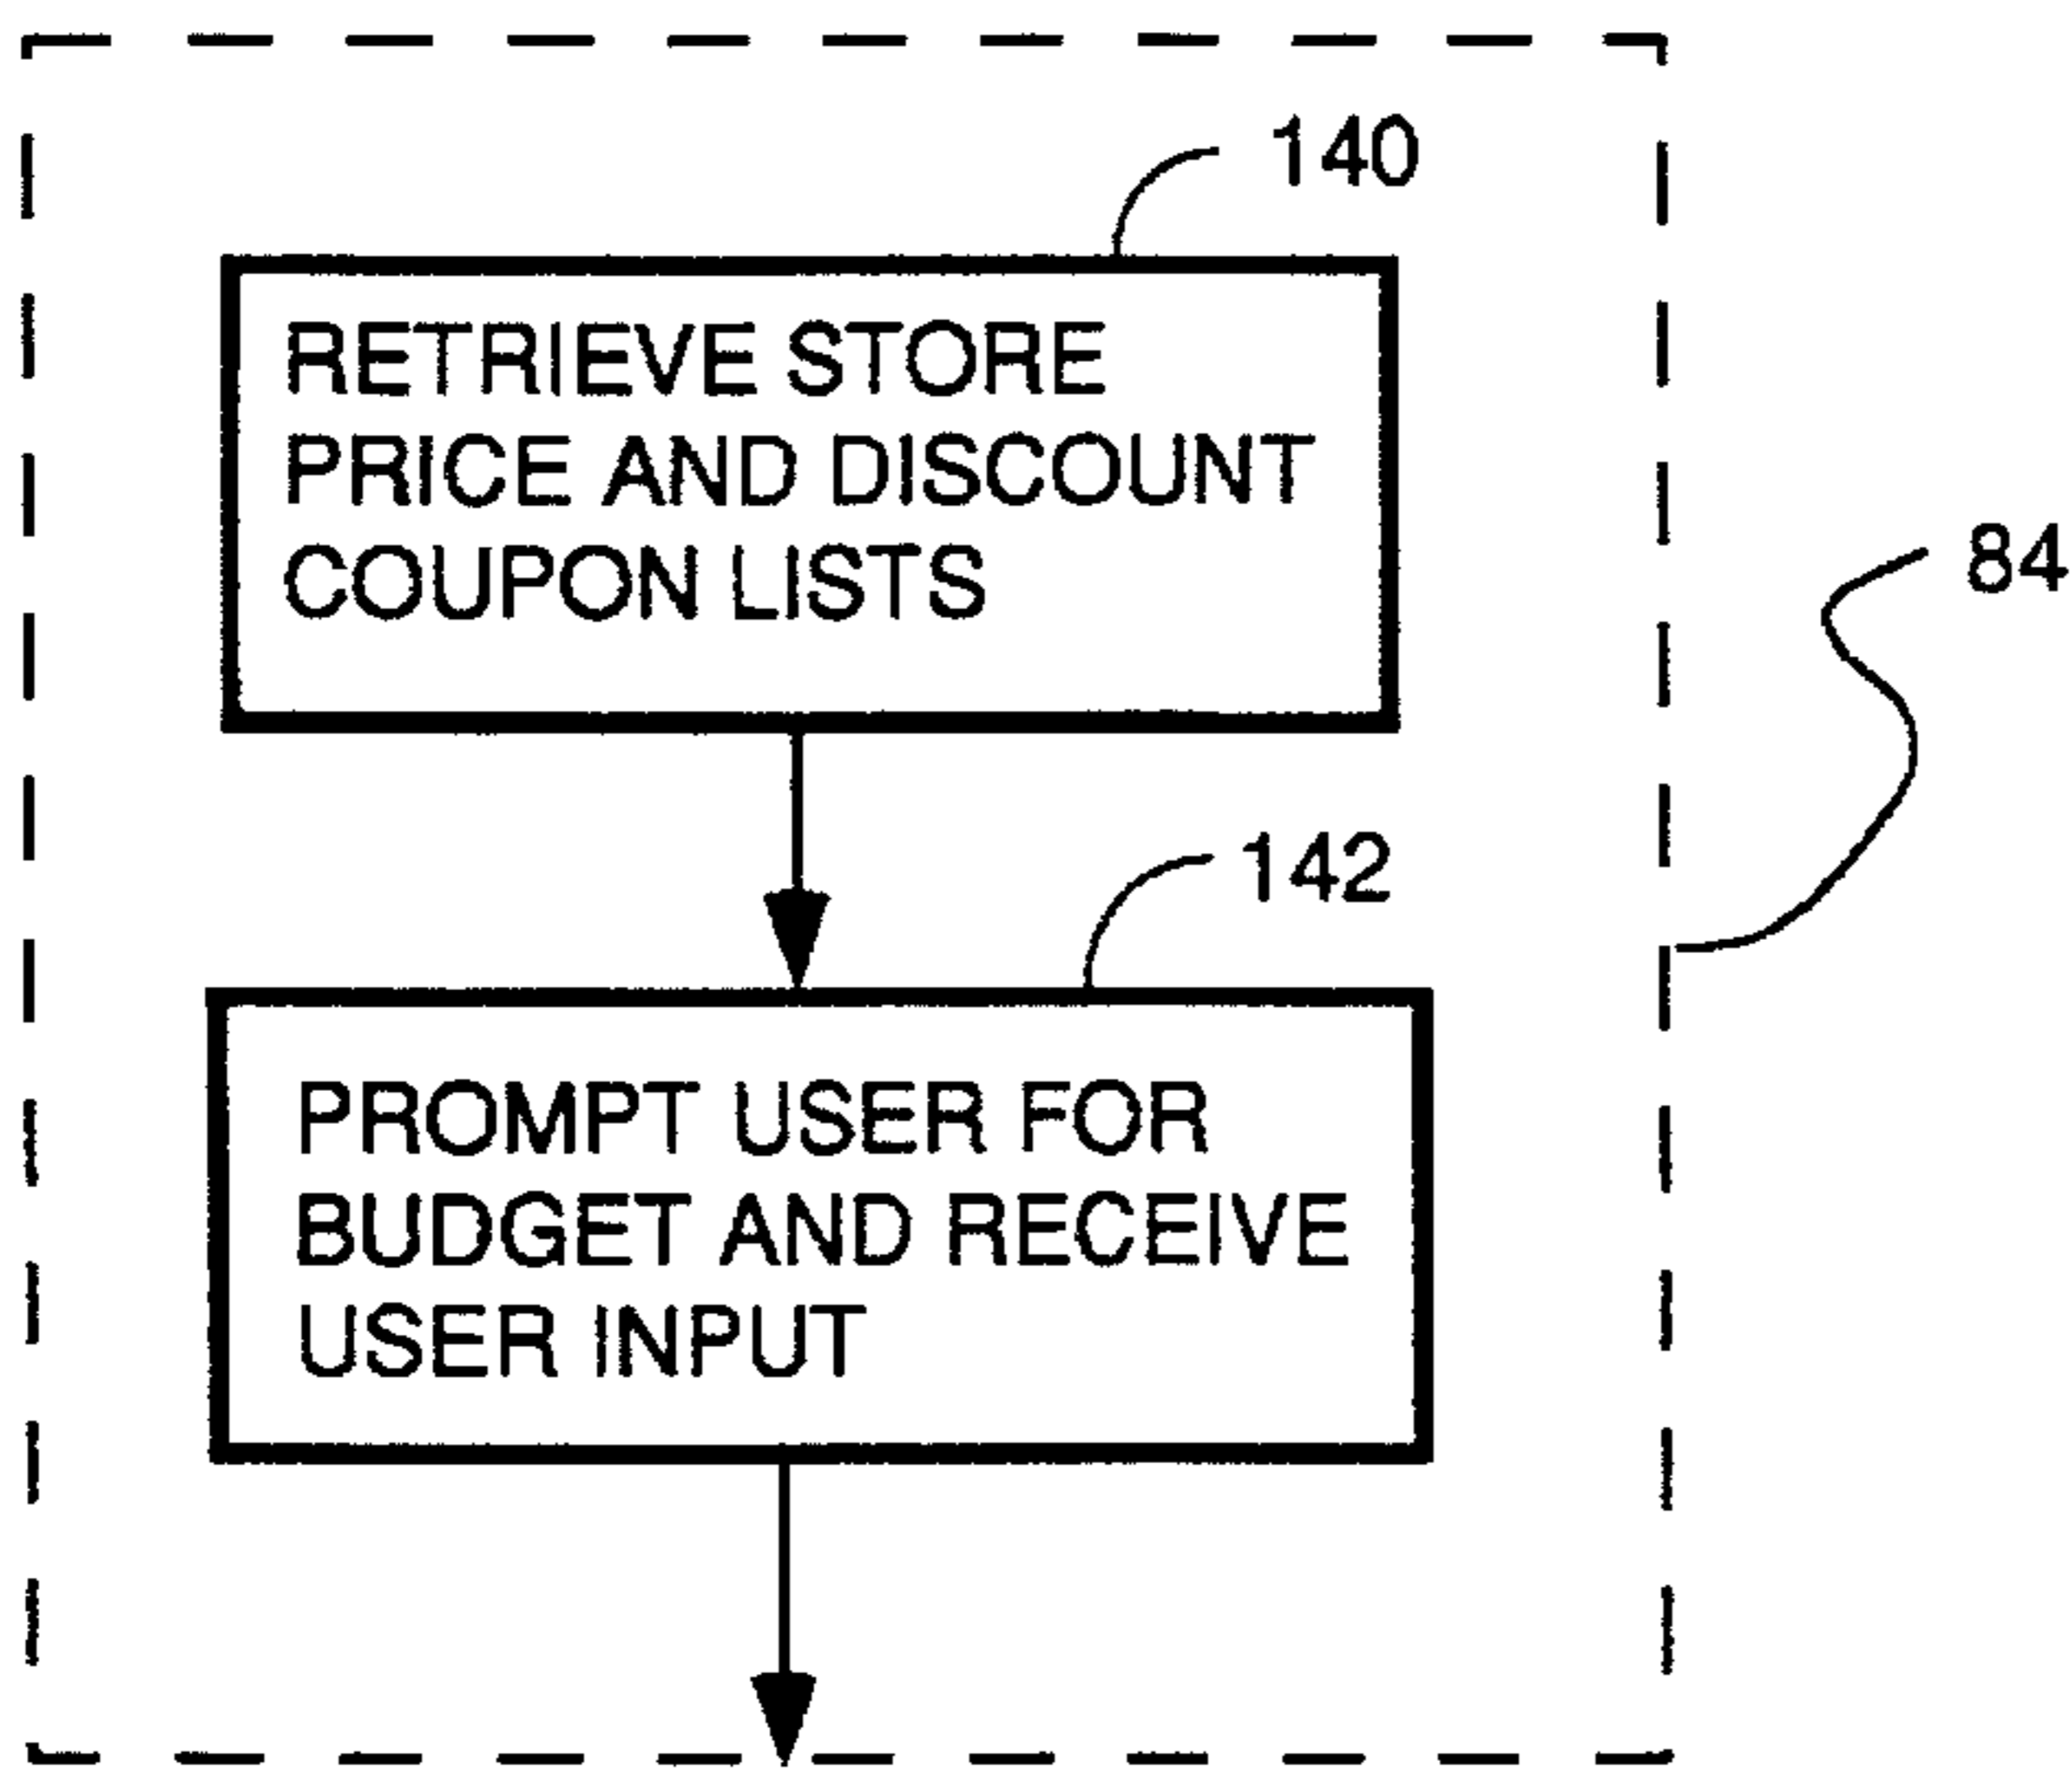 140
RETRIEVE STORE
PRICE AND DISCOUNT
COUPON LISTS
84
142
PROMPT USER FOR
BUDGET AND RECEIVE
USER INPUT